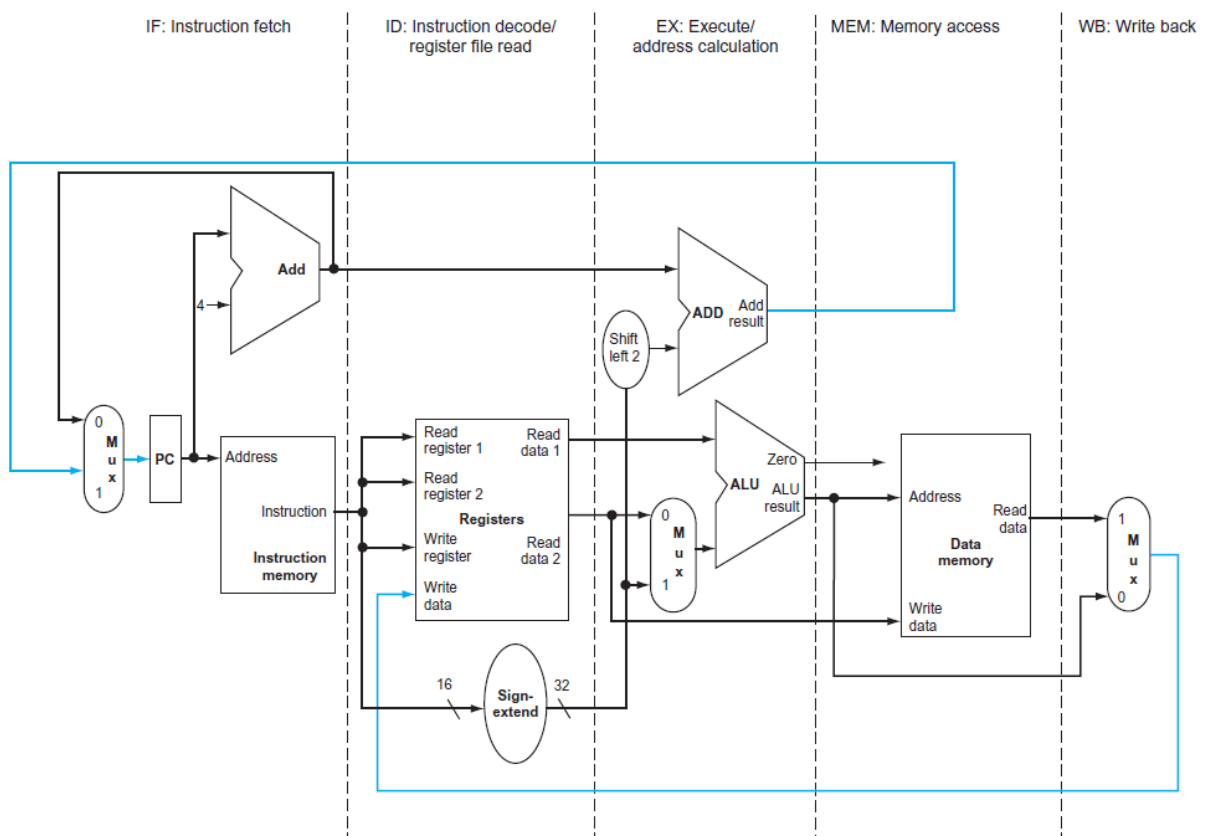 IF: Instruction fetch
ID: Instruction decode/
register file read
EX: Execute/
address calculation
MEM: Memory access
WB: Write back
Add
4
ADD
Add
result
Shift
left 2
0
M
u
x
1
PC
Address
Instruction
Instruction
memory
Read
register 1
Read
register 2
Write
register
Write
data
Registers
Read
data 1
Read
data 2
16
Sign-
extend
32
0
M
u
x
1
Zero
ALU
ALU
result
Address
Read
data
Data
memory
Write
data
1
M
u
x
0